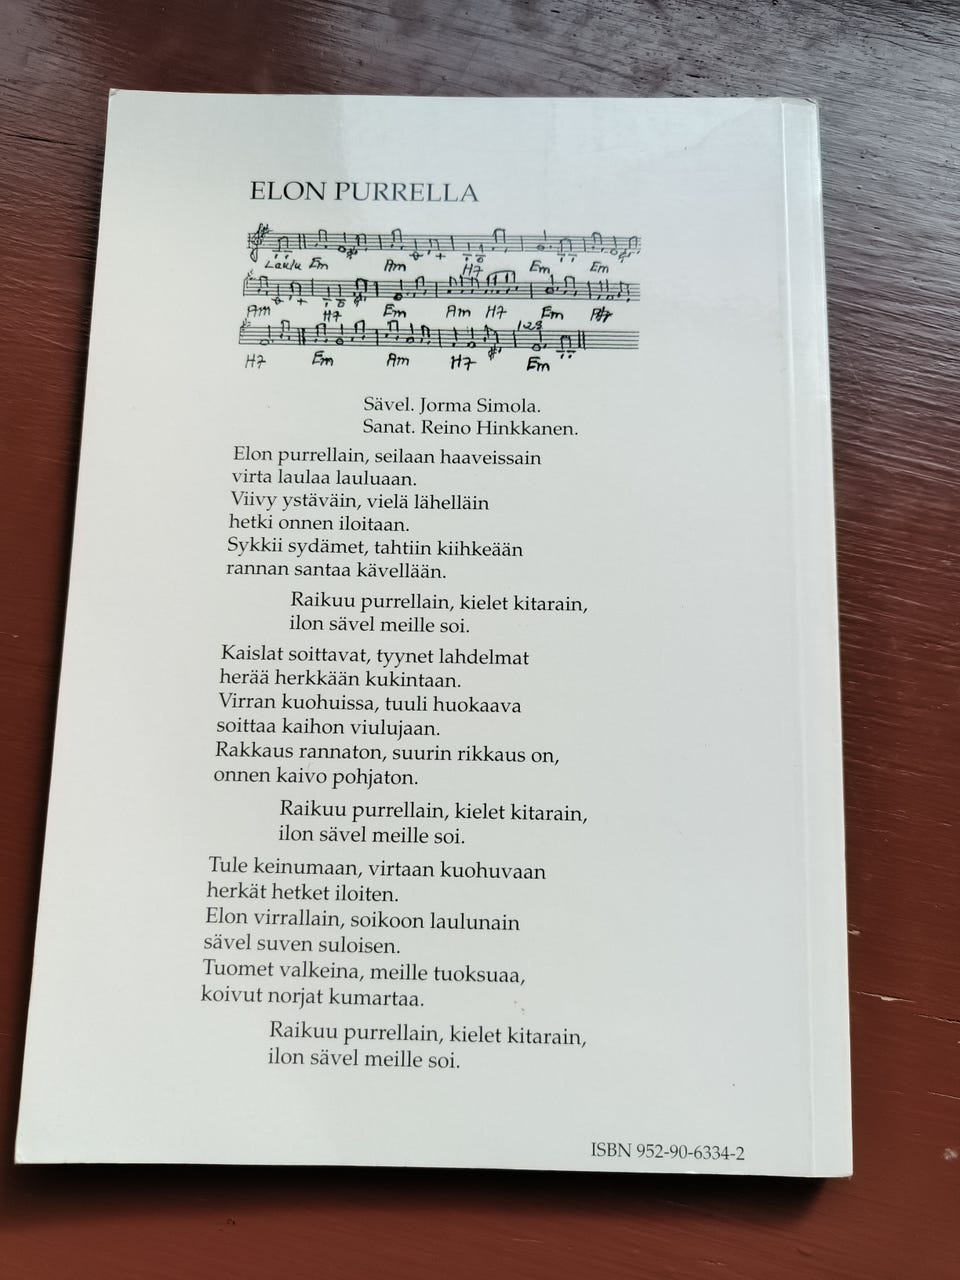 ELON PURRELLA
Laulu Em Am H7 Em Em
Am H7 Em Am H7 Em
123
H7 Em Am H7 Em
Sävel. Jorma Simola.
Sanat. Reino Hinkkanen.
Elon purrellain, seilaan haaveissain
virta laulaa lauluaan.
Viivy ystäväin, vielä lähelläin
hetki onnen iloitaan.
Sykkii sydämet, tahtiin kiihkeään
rannan santaa kävellään.
Raikuu purrellain, kielet kitarain,
ilon sävel meille soi.
Kaislat soittavat, tyynet lahdelmat
herää herkkään kukintaan.
Virran kuohuissa, tuuli huokaava
soittaa kaihon viulujaan.
Rakkaus rannaton, suurin rikkaus on,
onnen kaivo pohjaton.
Raikuu purrellain, kielet kitarain,
ilon sävel meille soi.
Tule keinumaan, virtaan kuohuvaan
herkät hetket iloiten.
Elon virrallain, soikoon laulunain
sävel suven suloisen.
Tuomet valkeina, meille tuoksuaa,
koivut norjat kumartaa.
Raikuu purrellain, kielet kitarain,
ilon sävel meille soi.
ISBN 952-90-6334-2